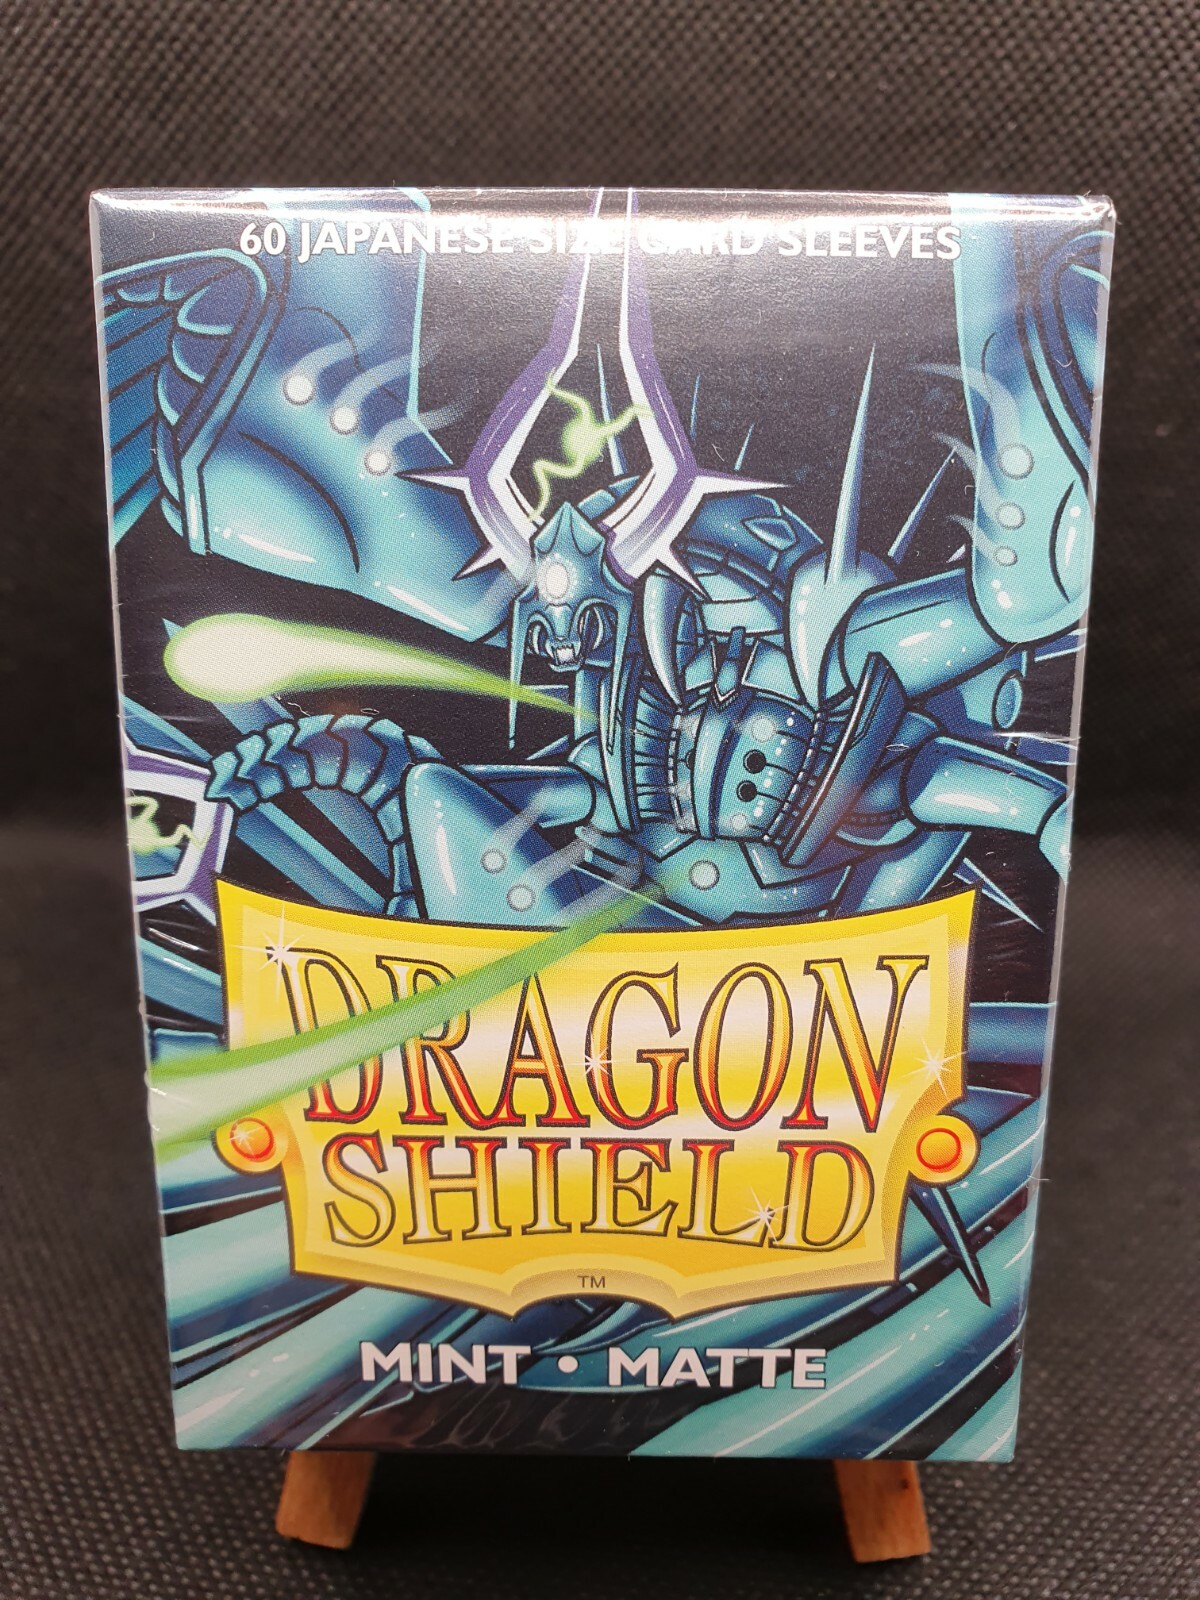 60 JAPANESE SIZE CARD SLEEVES
DRAGON
SHIELD
TM
MINT • MATTE